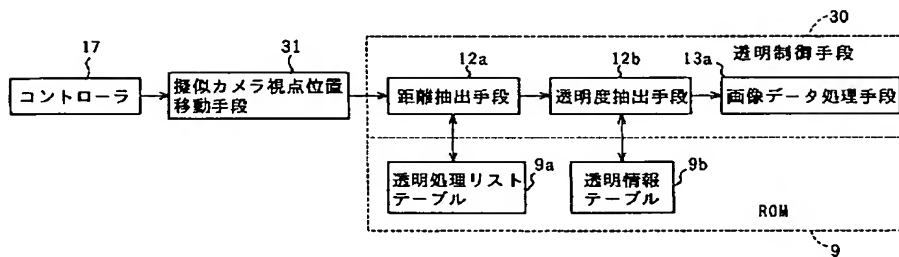 30
17
31
透明制御手段
12a
12b
13a
コントローラ
擬似カメラ視点位置
移動手段
距離抽出手段
透明度抽出手段
画像データ処理手段
9a
9b
透明処理リスト
テーブル
透明情報
テーブル
ROM
9